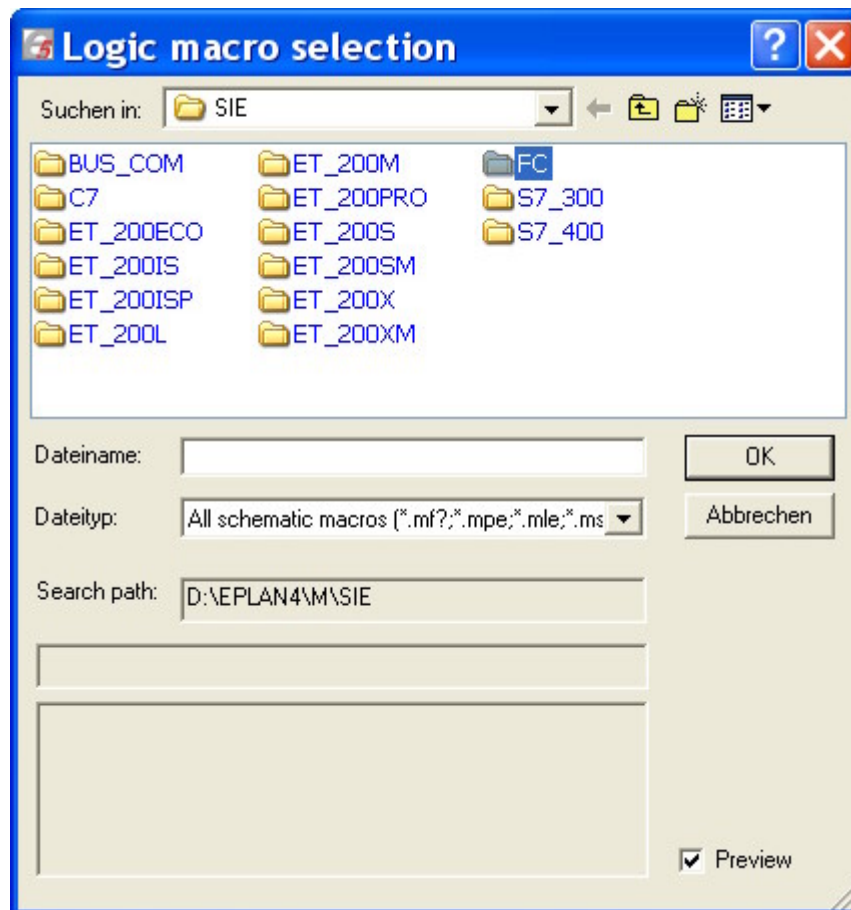 Logic macro selection
Suchen in: SIE
BUS_COM ET_200M FC
C7 ET_200PRO S7_300
ET_200ECO ET_200S S7_400
ET_200IS ET_200SM
ET_200ISP ET_200X
ET_200L ET_200XM
Dateiname: OK
Dateityp: All schematic macros (*.mf?;*.mpe;*.mle;*.ms Abbrechen
Search path: D:\EPLAN4\M\SIE
Preview